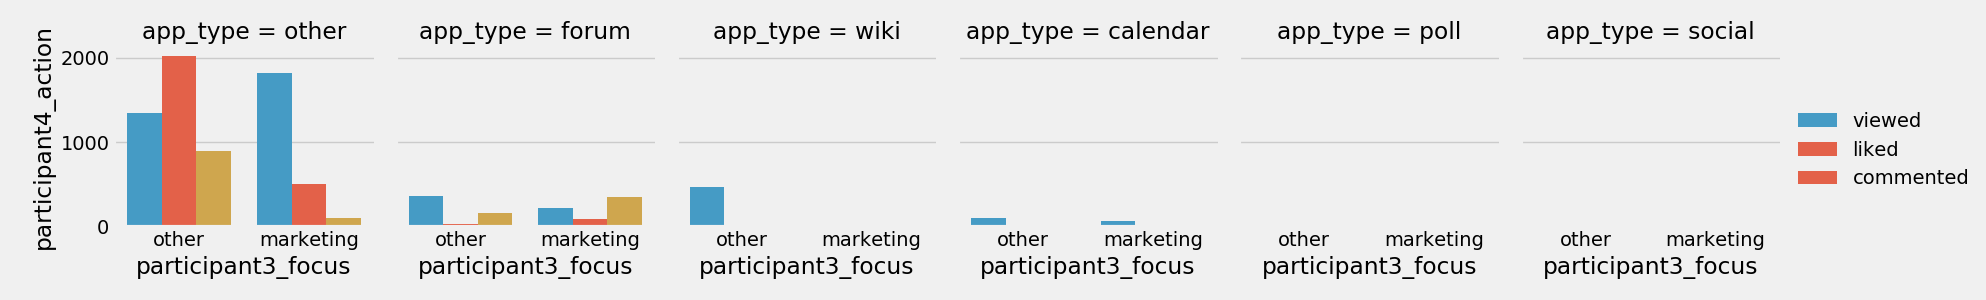 app_type = other
app_type = forum
app_type = wiki
app_type = calendar
app_type = poll
app_type = social
participant4_action
2000
1000
0
other marketing
other marketing
other marketing
other marketing
other marketing
other marketing
participant3_focus
participant3_focus
participant3_focus
participant3_focus
participant3_focus
participant3_focus
viewed
liked
commented